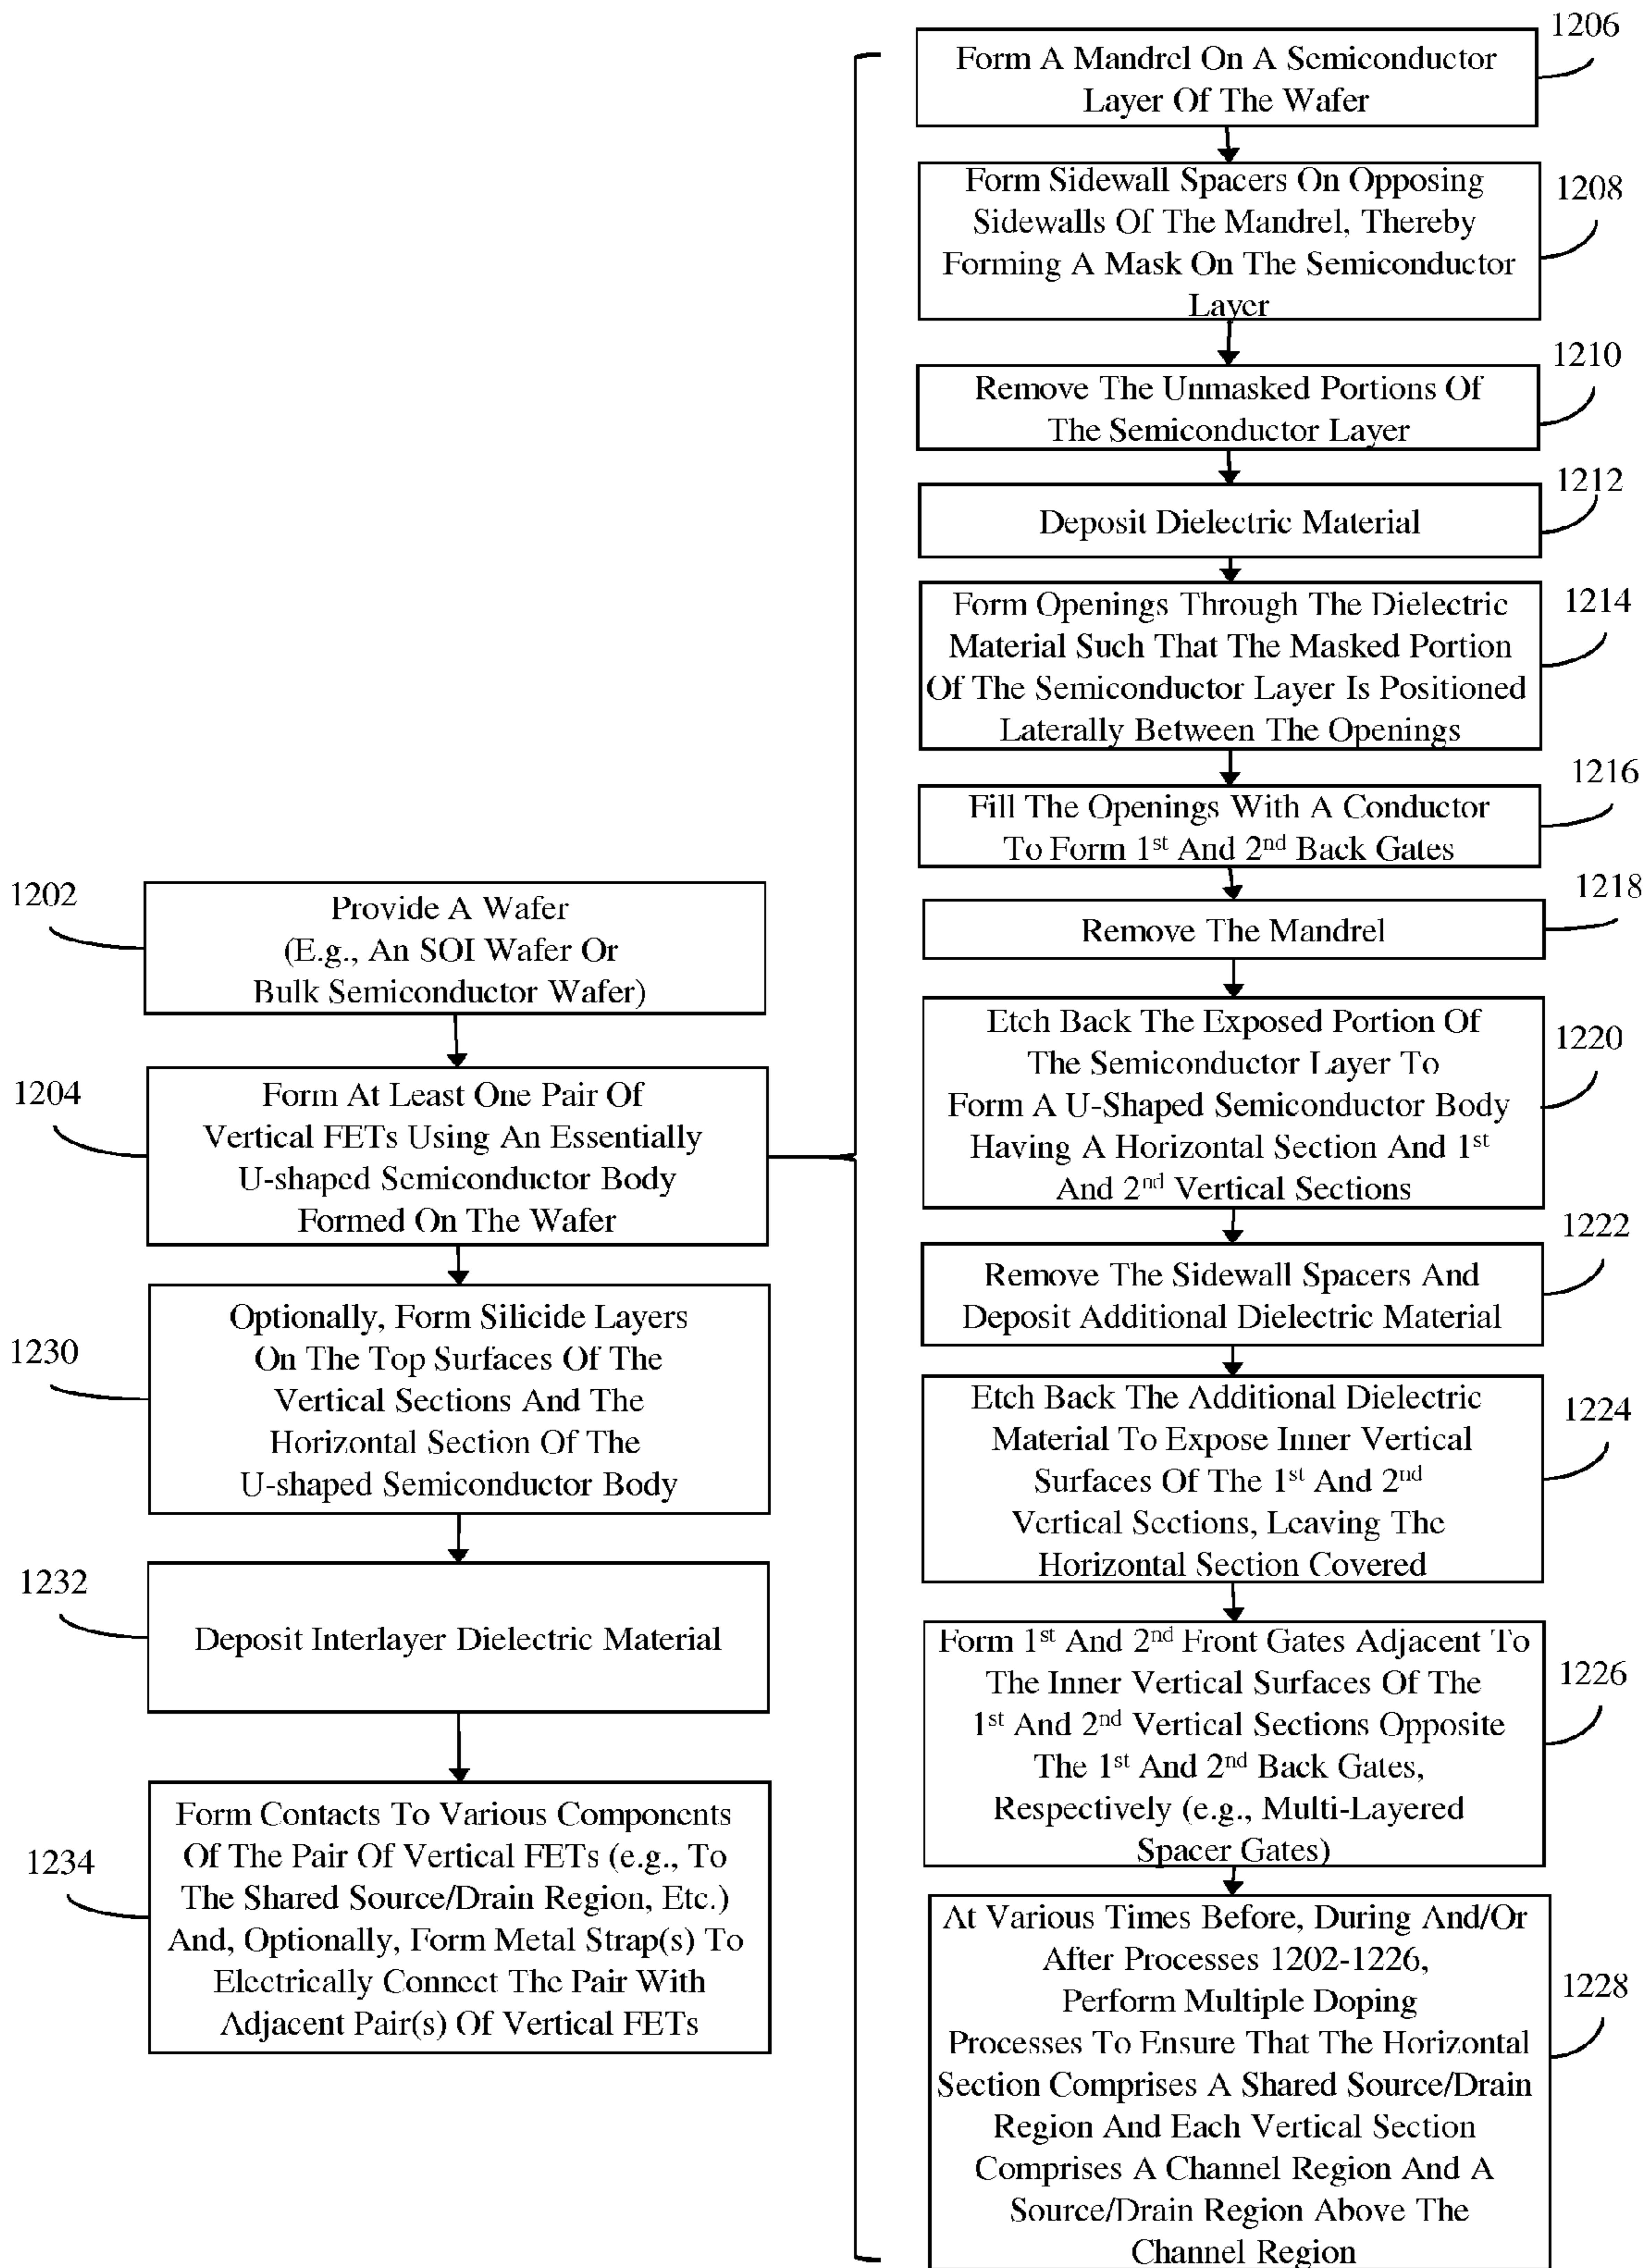 1202
Provide A Wafer
(E.g., An SOI Wafer Or
Bulk Semiconductor Wafer)
1204
Form At Least One Pair Of
Vertical FETs Using An Essentially
U-shaped Semiconductor Body
Formed On The Wafer
1230
Optionally, Form Silicide Layers
On The Top Surfaces Of The
Vertical Sections And The
Horizontal Section Of The
U-shaped Semiconductor Body
1232
Deposit Interlayer Dielectric Material
1234
Form Contacts To Various Components
Of The Pair Of Vertical FETs (e.g., To
The Shared Source/Drain Region, Etc.)
And, Optionally, Form Metal Strap(s) To
Electrically Connect The Pair With
Adjacent Pair(s) Of Vertical FETs
1206
Form A Mandrel On A Semiconductor
Layer Of The Wafer
1208
Form Sidewall Spacers On Opposing
Sidewalls Of The Mandrel, Thereby
Forming A Mask On The Semiconductor
Layer
1210
Remove The Unmasked Portions Of
The Semiconductor Layer
1212
Deposit Dielectric Material
1214
Form Openings Through The Dielectric
Material Such That The Masked Portion
Of The Semiconductor Layer Is Positioned
Laterally Between The Openings
1216
Fill The Openings With A Conductor
To Form 1st And 2nd Back Gates
1218
Remove The Mandrel
1220
Etch Back The Exposed Portion Of
The Semiconductor Layer To
Form A U-Shaped Semiconductor Body
Having A Horizontal Section And 1st
And 2nd Vertical Sections
1222
Remove The Sidewall Spacers And
Deposit Additional Dielectric Material
1224
Etch Back The Additional Dielectric
Material To Expose Inner Vertical
Surfaces Of The 1st And 2nd
Vertical Sections, Leaving The
Horizontal Section Covered
1226
Form 1st And 2nd Front Gates Adjacent To
The Inner Vertical Surfaces Of The
1st And 2nd Vertical Sections Opposite
The 1st And 2nd Back Gates,
Respectively (e.g., Multi-Layered
Spacer Gates)
1228
At Various Times Before, During And/Or
After Processes 1202-1226,
Perform Multiple Doping
Processes To Ensure That The Horizontal
Section Comprises A Shared Source/Drain
Region And Each Vertical Section
Comprises A Channel Region And A
Source/Drain Region Above The
Channel Region